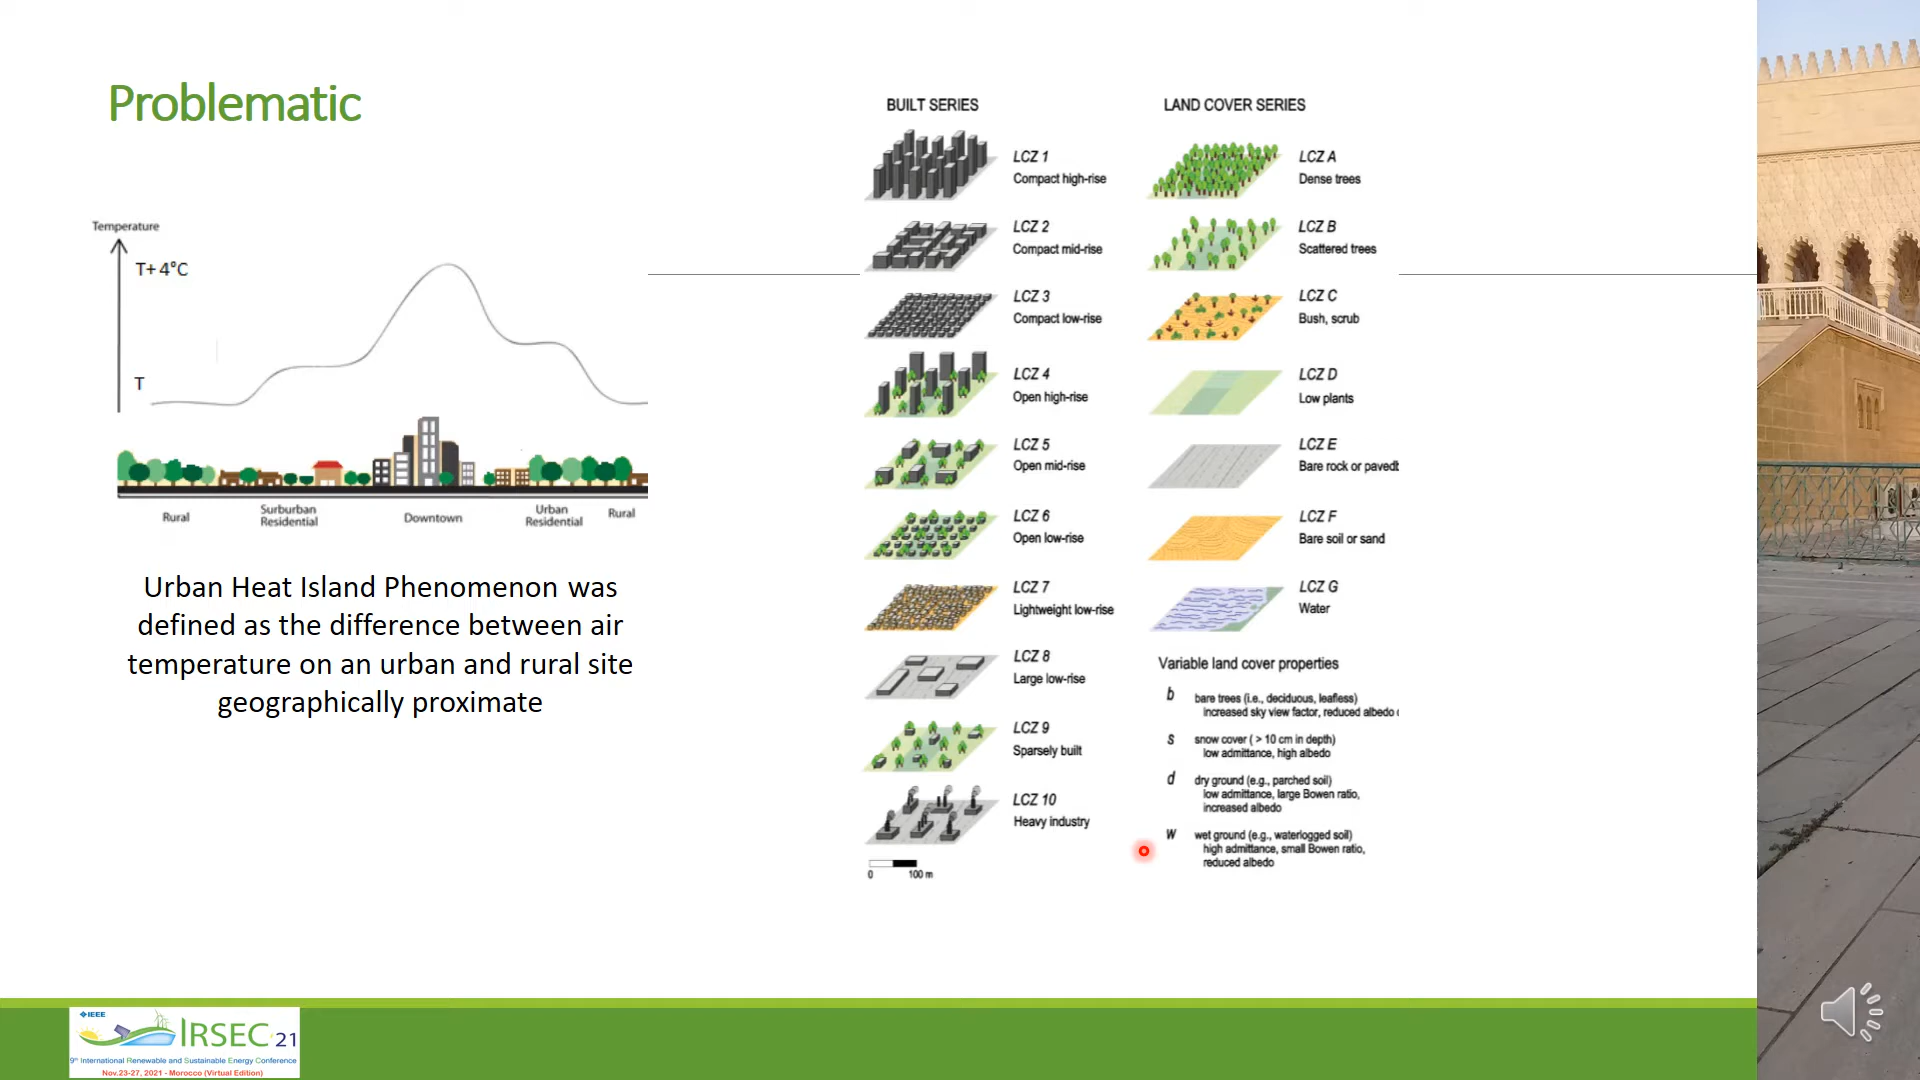 Problematic
Temperature
T+ 4°C
T
Rural
Surburban
Residential
Downtown
Urban
Residential
Rural
Urban Heat Island Phenomenon was
defined as the difference between air
temperature on an urban and rural site
geographically proximate
BUILT SERIES
LCZ 1
Compact high-rise
LCZ 2
Compact mid-rise
LCZ 3
Compact low-rise
LCZ 4
Open high-rise
LCZ 5
Open mid-rise
LCZ 6
Open low-rise
LCZ 7
Lightweight low-rise
LCZ 8
Large low-rise
LCZ 9
Sparsely built
LCZ 10
Heavy industry
0 100 m
LAND COVER SERIES
LCZ A
Dense trees
LCZ B
Scattered trees
LCZ C
Bush, scrub
LCZ D
Low plants
LCZ E
Bare rock or paved
LCZ F
Bare soil or sand
LCZ G
Water
Variable land cover properties
b bare trees (i.e., deciduous, leafless)
increased sky view factor, reduced albedo
s snow cover ( > 10 cm in depth)
low admittance, high albedo
d dry ground (e.g., parched soil)
low admittance, large Bowen ratio,
increased albedo
w wet ground (e.g., waterlogged soil)
high admittance, small Bowen ratio,
reduced albedo
IEEE
IRSEC'21
9th International Renewable and Sustainable Energy Conference
Nov.23-27, 2021 - Morocco (Virtual Edition)